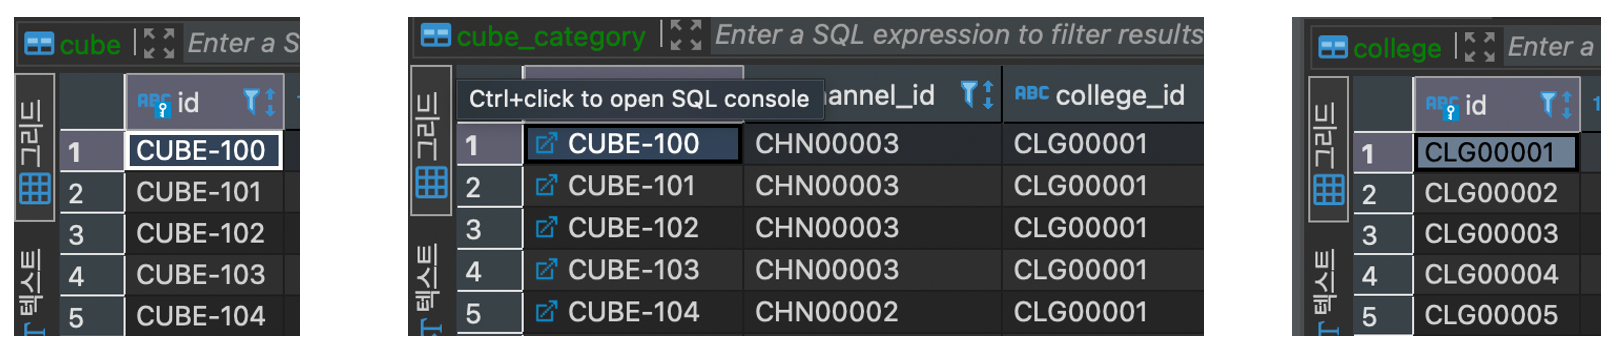 cube
Enter a S
그리드
텍스트
ABC id
1 CUBE-100
2 CUBE-101
3 CUBE-102
4 CUBE-103
5 CUBE-104
cube_category
Enter a SQL expression to filter results
그리드
텍스트
Ctrl+click to open SQL console
annel_id
ABC college_id
1 CUBE-100 CHN00003 CLG00001
2 CUBE-101 CHN00003 CLG00001
3 CUBE-102 CHN00003 CLG00001
4 CUBE-103 CHN00003 CLG00001
5 CUBE-104 CHN00002 CLG00001
college
Enter a
그리드
텍스트
ABC id
1 CLG00001
2 CLG00002
3 CLG00003
4 CLG00004
5 CLG00005